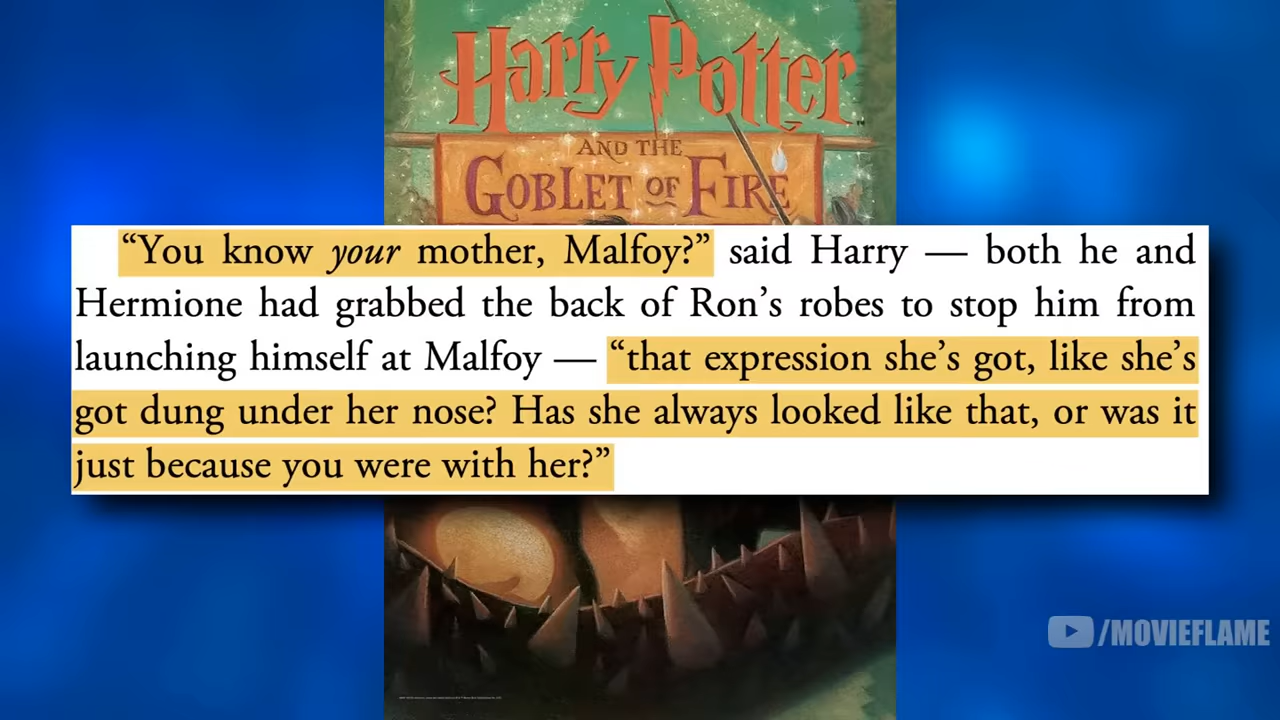 Harry Potter
AND THE
GOBLET OF FIRE
“You know your mother, Malfoy?” said Harry — both he and
Hermione had grabbed the back of Ron’s robes to stop him from
launching himself at Malfoy — “that expression she’s got, like she’s
got dung under her nose? Has she always looked like that, or was it
just because you were with her?”
/MOVIEFLAME